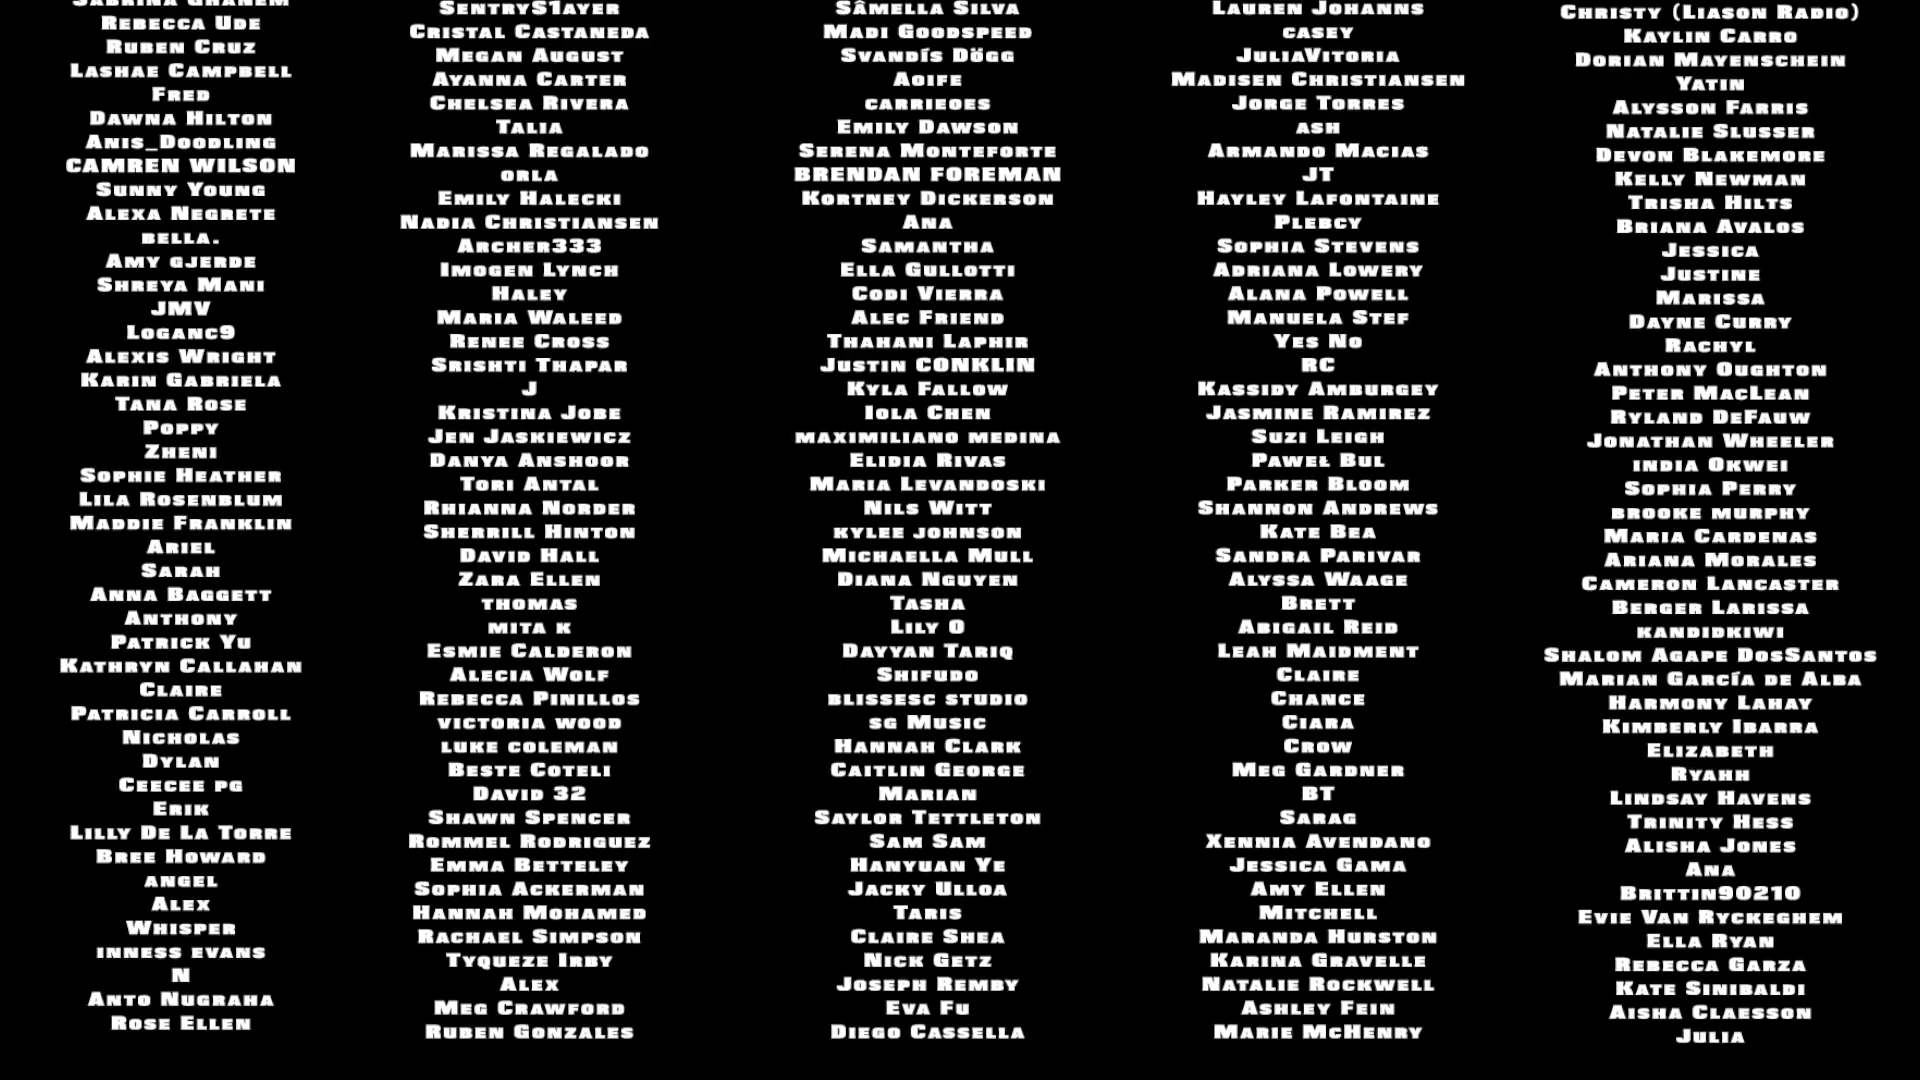 Sabrina Ghanem
Rebecca Ude
Ruben Cruz
Lashae Campbell
Fred
Dawna Hilton
Anis_Doodling
CAMREN WILSON
Sunny Young
Alexa Negrete
bella.
Amy gjerde
Shreya Mani
JMV
Loganc9
Alexis Wright
Karin Gabriela
Tana Rose
Poppy
Zheni
Sophie Heather
Lila Rosenblum
Maddie Franklin
Ariel
Sarah
Anna Baggett
Anthony
Patrick Yu
Kathryn Callahan
Claire
Patricia Carroll
Nicholas
Dylan
Ceecee pg
Erik
Lilly De La Torre
Bree Howard
angel
Alex
Whisper
inness evans
N
Anto Nugraha
Rose Ellen
SentryS1ayer
Cristal Castaneda
Megan August
Ayanna Carter
Chelsea Rivera
Talia
Marissa Regalado
orla
Emily Halecki
Nadia Christiansen
Archer333
Imogen Lynch
Haley
Maria Waleed
Renee Cross
Srishti Thapar
J
Kristina Jobe
Jen Jaskiewicz
Danya Anshoor
Tori Antal
Rhianna Norder
Sherrill Hinton
David Hall
Zara Ellen
thomas
mita k
Esmie Calderon
Alecia Wolf
Rebecca Pinillos
victoria wood
luke coleman
Beste Coteli
David 32
Shawn Spencer
Rommel Rodriguez
Emma Betteley
Sophia Ackerman
Hannah Mohamed
Rachael Simpson
Tyqueze Irby
Alex
Meg Crawford
Ruben Gonzales
Sâmella Silva
Madi Goodspeed
Svandís Dögg
Aoife
carrieoes
Emily Dawson
Serena Monteforte
BRENDAN FOREMAN
Kortney Dickerson
Ana
Samantha
Ella Gullotti
Codi Vierra
Alec Friend
Thahani Laphir
Justin CONKLIN
Kyla Fallow
Iola Chen
maximiliano medina
Elidia Rivas
Maria Levandoski
Nils Witt
kylee johnson
Michaella Mull
Diana Nguyen
Tasha
Lily O
Dayyan Tariq
Shifudo
blissesc studio
sg Music
Hannah Clark
Caitlin George
Marian
Saylor Tettleton
Sam Sam
Hanyuan Ye
Jacky Ulloa
Taris
Claire Shea
Nick Getz
Joseph Remby
Eva Fu
Diego Cassella
Lauren Johanns
casey
JuliaVitoria
Madisen Christiansen
Jorge Torres
ash
Armando Macias
JT
Hayley Lafontaine
Plebcy
Sophia Stevens
Adriana Lowery
Alana Powell
Manuela Stef
Yes No
RC
Kassidy Amburgey
Jasmine Ramirez
Suzi Leigh
Paweł Bul
Parker Bloom
Shannon Andrews
Kate Bea
Sandra Parivar
Alyssa Waage
Brett
Abigail Reid
Leah Maidment
Claire
Chance
Ciara
Crow
Meg Gardner
BT
Sarag
Xennia Avendano
Jessica Gama
Amy Ellen
Mitchell
Maranda Hurston
Karina Gravelle
Natalie Rockwell
Ashley Fein
Marie McHenry
Christy (Liason Radio)
Kaylin Carro
Dorian Mayenschein
Yatin
Alysson Farris
Natalie Slusser
Devon Blakemore
Kelly Newman
Trisha Hilts
Briana Avalos
Jessica
Justine
Marissa
Dayne Curry
Rachyl
Anthony Oughton
Peter MacLean
Ryland DeFauw
Jonathan Wheeler
india Okwei
Sophia Perry
brooke murphy
Maria Cardenas
Ariana Morales
Cameron Lancaster
Berger Larissa
kandidkiwi
Shalom Agape DosSantos
Marian García de Alba
Harmony Lahay
Kimberly Ibarra
Elizabeth
Ryahh
Lindsay Havens
Trinity Hess
Alisha Jones
Ana
Brittin90210
Evie Van Ryckeghem
Ella Ryan
Rebecca Garza
Kate Sinibaldi
Aisha Claesson
Julia